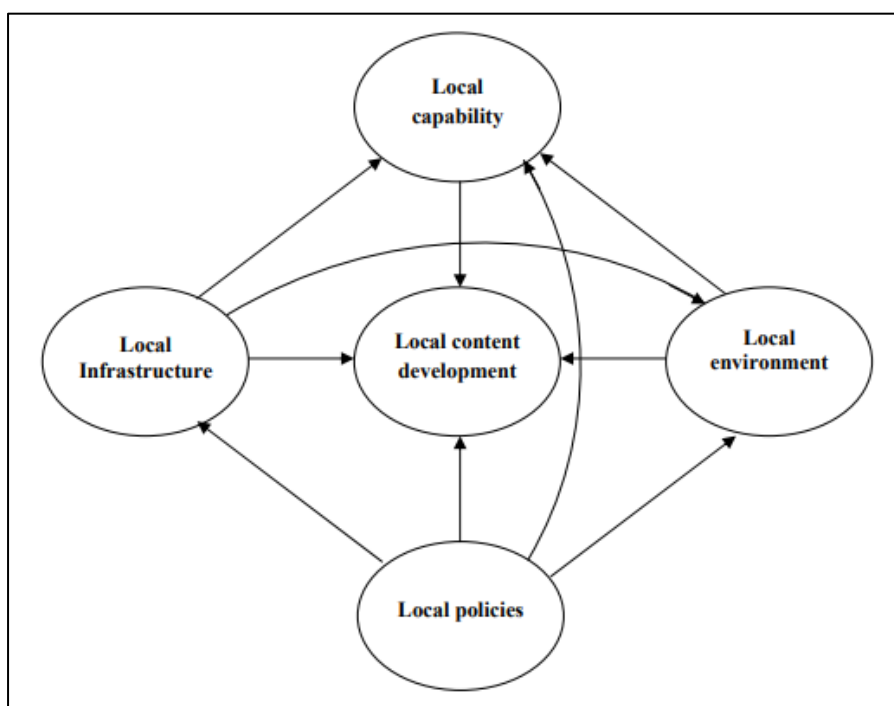 Local
capability
Local
Infrastructure
Local content
development
Local
environment
Local policies